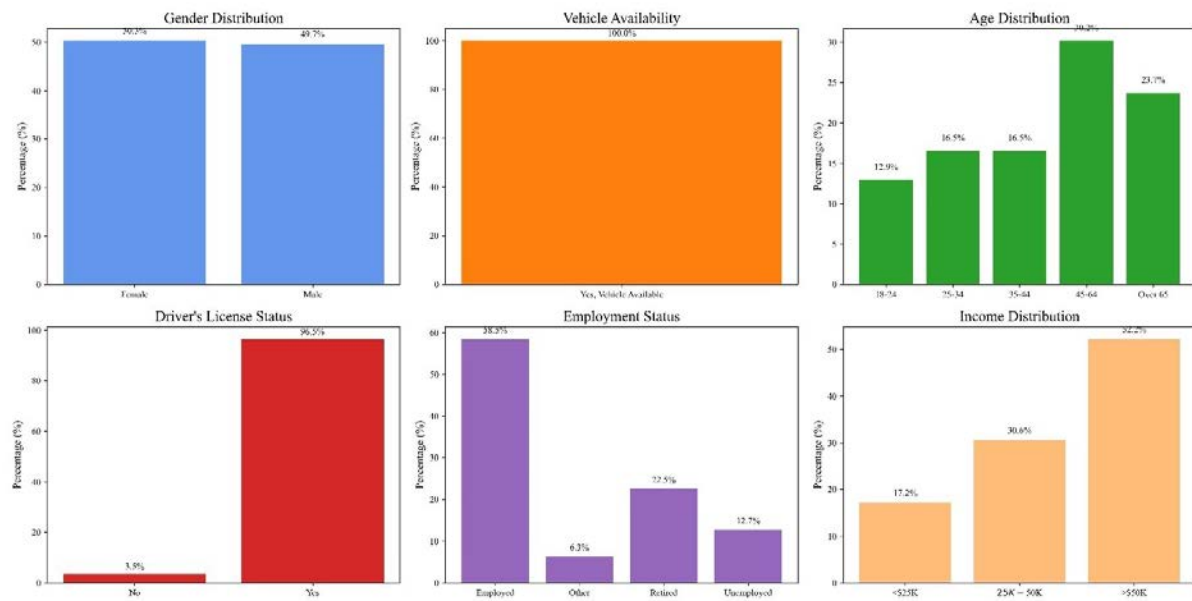 Gender Distribution
50.3%
49.7%
Percentage (%)
50
40
30
20
10
0
Female
Male
Vehicle Availability
100.0%
Percentage (%)
100
80
60
40
20
0
Yes, Vehicle Available
Age Distribution
30.2%
23.7%
16.5%
16.5%
12.9%
Percentage (%)
30
25
20
15
10
5
0
18-24
25-34
35-44
45-64
Over 65
Driver's License Status
96.5%
3.5%
Percentage (%)
100
80
60
40
20
0
No
Yes
Employment Status
58.5%
22.5%
12.7%
6.3%
Percentage (%)
60
50
40
30
20
10
0
Employed
Other
Retired
Unemployed
Income Distribution
52.2%
30.6%
17.2%
Percentage (%)
50
40
30
20
10
0
<$25K
25K − 50K
>$50K